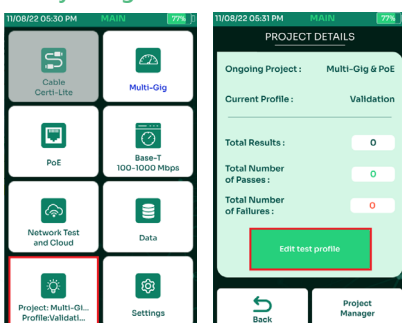 11/08/22 05:30 PM MAIN 77%
Cable
Certi-Lite
Multi-Gig
PoE
Base-T
100-1000 Mbps
Network Test
and Cloud
Data
Project: Multi-Gi...
Profile:Validati...
Settings
11/08/22 05:31 PM MAIN 77%
PROJECT DETAILS
Ongoing Project : Multi-Gig & PoE
Current Profile : Validation
Total Results : 0
Total Number
of Passes : 0
Total Number
of Failures : 0
Edit test profile
Back
Project
Manager